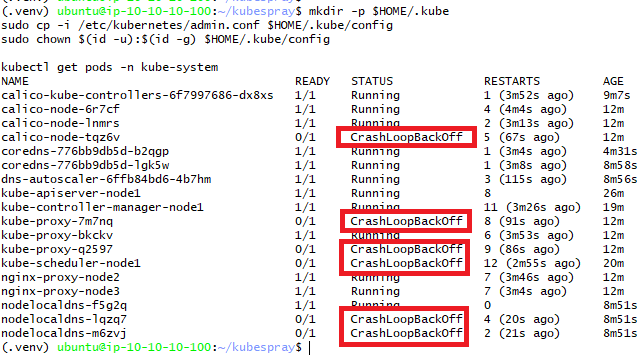 (.venv) ubuntu@ip-10-10-10-100:~/kubespray$ mkdir -p $HOME/.kube
sudo cp -i /etc/kubernetes/admin.conf $HOME/.kube/config
sudo chown $(id -u):$(id -g) $HOME/.kube/config
kubectl get pods -n kube-system
NAME READY STATUS RESTARTS AGE
calico-kube-controllers-6f7997686-dx8xs 1/1 Running 1 (3m52s ago) 9m7s
calico-node-6r7cf 1/1 Running 4 (4m4s ago) 12m
calico-node-lnmrs 1/1 Running 2 (3m13s ago) 12m
calico-node-tqz6v 0/1 CrashLoopBackOff 5 (67s ago) 12m
coredns-776bb9db5d-b2qgp 1/1 Running 1 (3m4s ago) 4m31s
coredns-776bb9db5d-lgk5w 1/1 Running 1 (3m8s ago) 8m58s
dns-autoscaler-6ffb84bd6-4b7hm 1/1 Running 3 (115s ago) 8m56s
kube-apiserver-node1 1/1 Running 8 26m
kube-controller-manager-node1 1/1 Running 11 (3m26s ago) 19m
kube-proxy-7m7nq 0/1 CrashLoopBackOff 8 (91s ago) 12m
kube-proxy-bkckv 1/1 Running 6 (3m53s ago) 12m
kube-proxy-q2597 0/1 CrashLoopBackOff 9 (86s ago) 12m
kube-scheduler-node1 0/1 CrashLoopBackOff 12 (2m55s ago) 20m
nginx-proxy-node2 1/1 Running 7 (3m46s ago) 12m
nginx-proxy-node3 1/1 Running 7 (3m4s ago) 12m
nodelocaldns-f5g2q 1/1 Running 0 8m51s
nodelocaldns-lqzq7 0/1 CrashLoopBackOff 4 (20s ago) 8m51s
nodelocaldns-m6zvj 0/1 CrashLoopBackOff 2 (21s ago) 8m51s
(.venv) ubuntu@ip-10-10-10-100:~/kubespray$